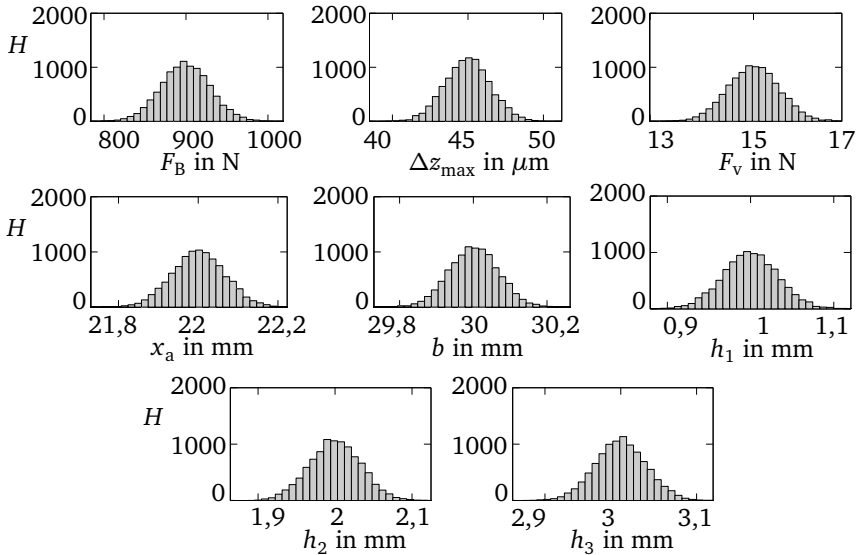 2000 2000 2000
H
1000 1000 1000
0 0 0
800 900 1000 40 45 50 13 15 17
F_B in N Δz_max in μm F_v in N
2000 2000 2000
H
1000 1000 1000
0 0 0
21,8 22 22,2 29,8 30 30,2 0,9 1 1,1
x_a in mm b in mm h_1 in mm
2000 2000
H
1000 1000
0 0
1,9 2 2,1 2,9 3 3,1
h_2 in mm h_3 in mm